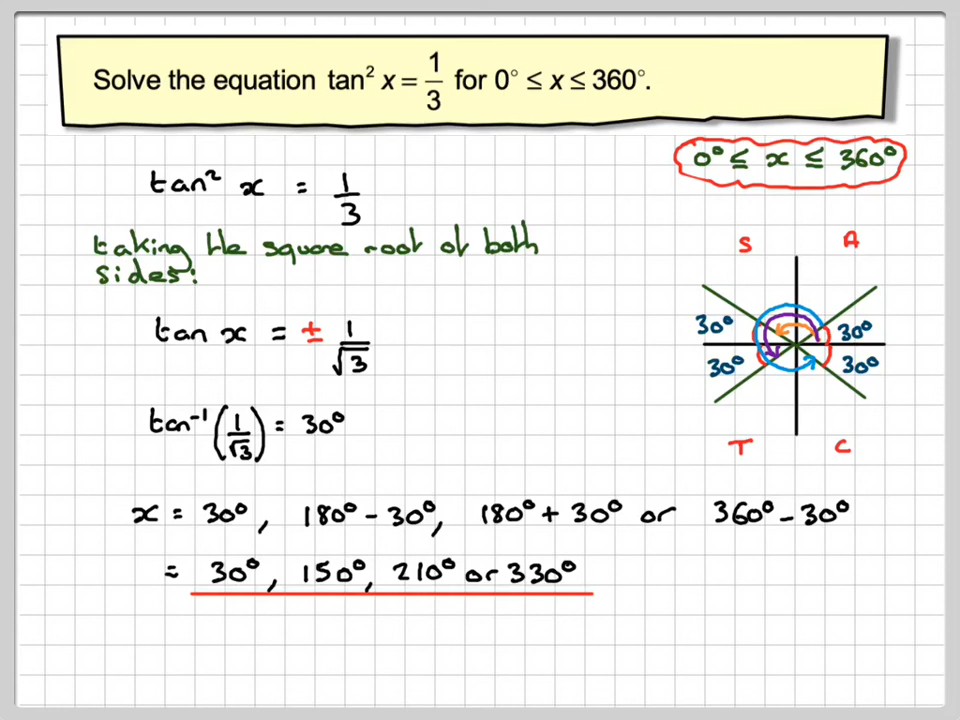 Solve the equation tan² x = 1/3 for 0° ≤ x ≤ 360°.
0° ≤ x ≤ 360°
tan² x = 1/3
taking the square root of both
sides:
tan x = ± 1/√3
tan⁻¹(1/√3) = 30°
S A
30° 30°
30° 30°
T C
x = 30°, 180° - 30°, 180° + 30° or 360° - 30°
= 30°, 150°, 210° or 330°